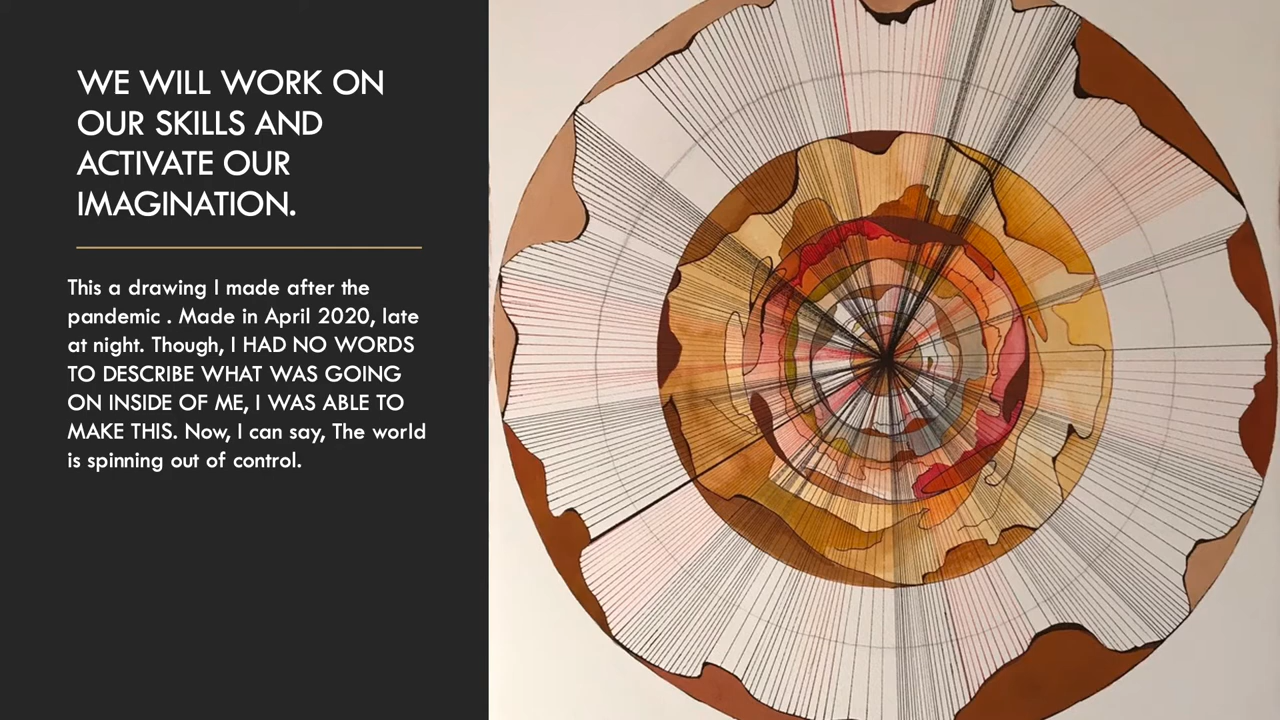 WE WILL WORK ON
OUR SKILLS AND
ACTIVATE OUR
IMAGINATION.
This a drawing I made after the
pandemic . Made in April 2020, late
at night. Though, I HAD NO WORDS
TO DESCRIBE WHAT WAS GOING
ON INSIDE OF ME, I WAS ABLE TO
MAKE THIS. Now, I can say, The world
is spinning out of control.